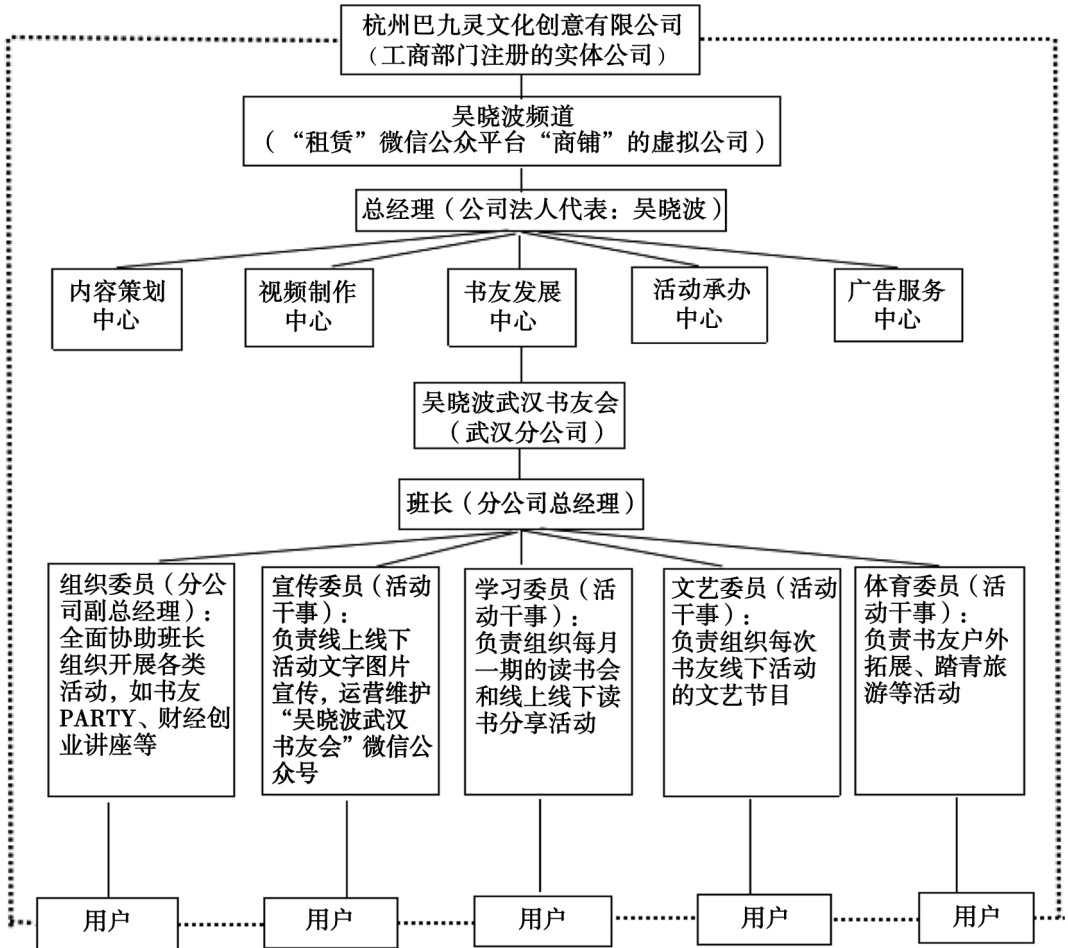 杭州巴九灵文化创意有限公司
（工商部门注册的实体公司）
吴晓波频道
（“租赁”微信公众平台“商铺”的虚拟公司）
总经理（公司法人代表：吴晓波）
内容策划
中心
视频制作
中心
书友发展
中心
活动承办
中心
广告服务
中心
吴晓波武汉书友会
（武汉分公司）
班长（分公司总经理）
组织委员（分公
司副总经理）：
全面协助班长
组织开展各类
活动，如书友
PARTY、财经创
业讲座等
宣传委员（活动
干事）：
负责线上线下
活动文字图片
宣传，运营维护
“吴晓波武汉
书友会”微信公
众号
学习委员（活
动干事）：
负责组织每月
一期的读书会
和线上线下读
书分享活动
文艺委员（活动
干事）：
负责组织每次
书友线下活动
的文艺节目
体育委员（活
动干事）：
负责书友户外
拓展、踏青旅
游等活动
用户
用户
用户
用户
用户